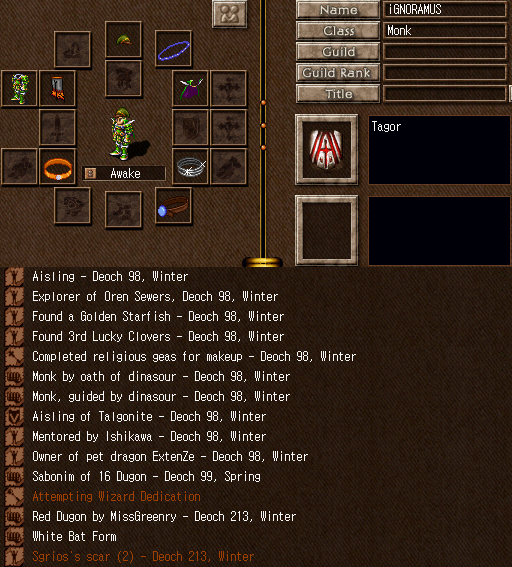 Name
iGNORAMUS
Class
Monk
Guild
Guild Rank
Title
Tagor
Awake
Aisling - Deoch 98, Winter
Explorer of Oren Sewers, Deoch 98, Winter
Found a Golden Starfish - Deoch 98, Winter
Found 3rd Lucky Clovers - Deoch 98, Winter
Completed religious geas for makeup - Deoch 98, Winter
Monk by oath of dinasour - Deoch 98, Winter
Monk, guided by dinasour - Deoch 98, Winter
Aisling of Talgonite - Deoch 98, Winter
Mentored by Ishikawa - Deoch 98, Winter
Owner of pet dragon ExtenZe - Deoch 98, Winter
Sabonim of 16 Dugon - Deoch 99, Spring
Attempting Wizard Dedication
Red Dugon by MissGreenry - Deoch 213, Winter
White Bat Form
Sgrios's scar (2) - Deoch 213, Winter